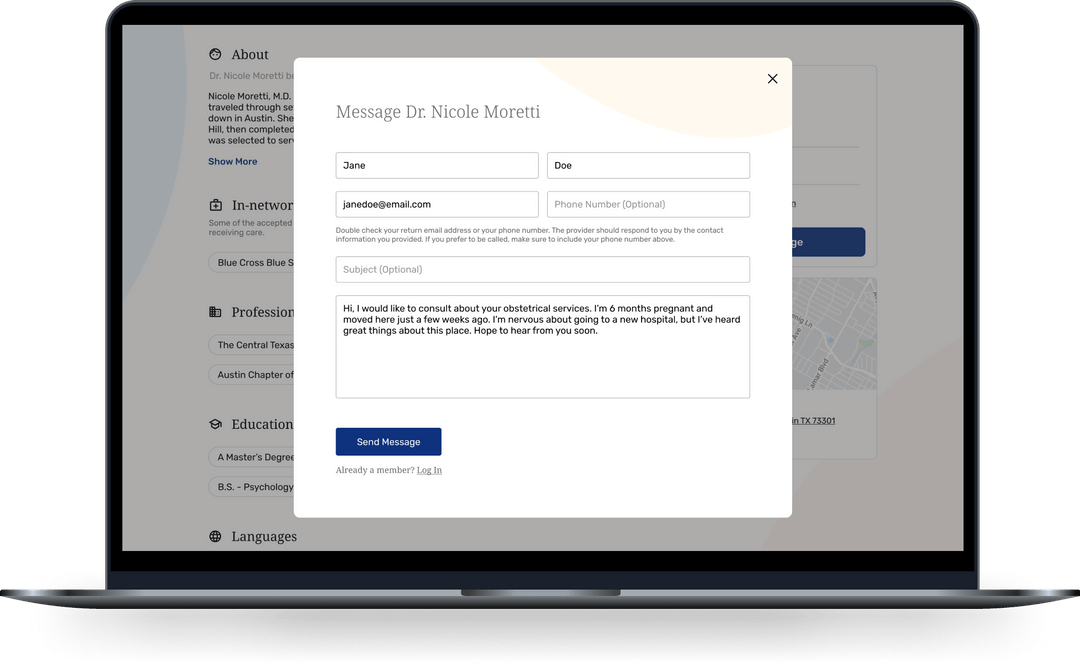 About
Dr. Nicole Moretti
Nicole Moretti, M.D.
traveled through
down in Austin. She
Hill, then completed
was selected to
Show More
In-networ
Some of the accepted
receiving care.
Blue Cross Blue S
Profession
The Central Texas
Austin Chapter of
Education
A Master's Degree
B.S. - Psychology
Languages
Message Dr. Nicole Moretti
Jane
Doe
janedoe@email.com
Phone Number (Optional)
Double check your return email address or your phone number. The provider should respond to you by the contact
information you provided. If you prefer to be called, make sure to include your phone number above.
Subject (Optional)
Hi, I would like to consult about your obstetrical services. I'm 6 months pregnant and
moved here just a few weeks ago. I'm nervous about going to a new hospital, but I've heard
great things about this place. Hope to hear from you soon.
Send Message
Already a member? Log In
ge
Ave
Lamar Blvd
in TX 73301